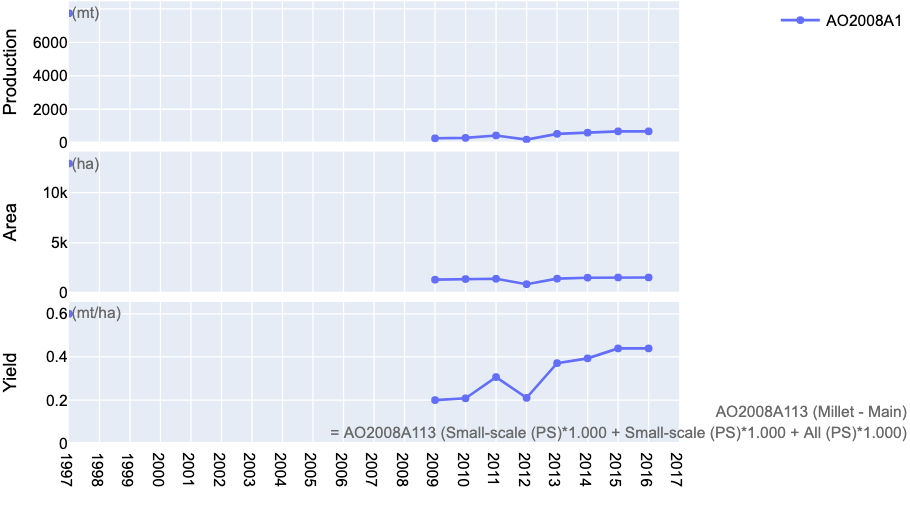 (mt)
AO2008A1
Production
6000
4000
2000
0
(ha)
Area
10k
5k
0
(mt/ha)
Yield
0.6
0.4
0.2
0
AO2008A113 (Millet - Main)
= AO2008A113 (Small-scale (PS)*1.000 + Small-scale (PS)*1.000 + All (PS)*1.000)
1997 1998 1999 2000 2001 2002 2003 2004 2005 2006 2007 2008 2009 2010 2011 2012 2013 2014 2015 2016 2017